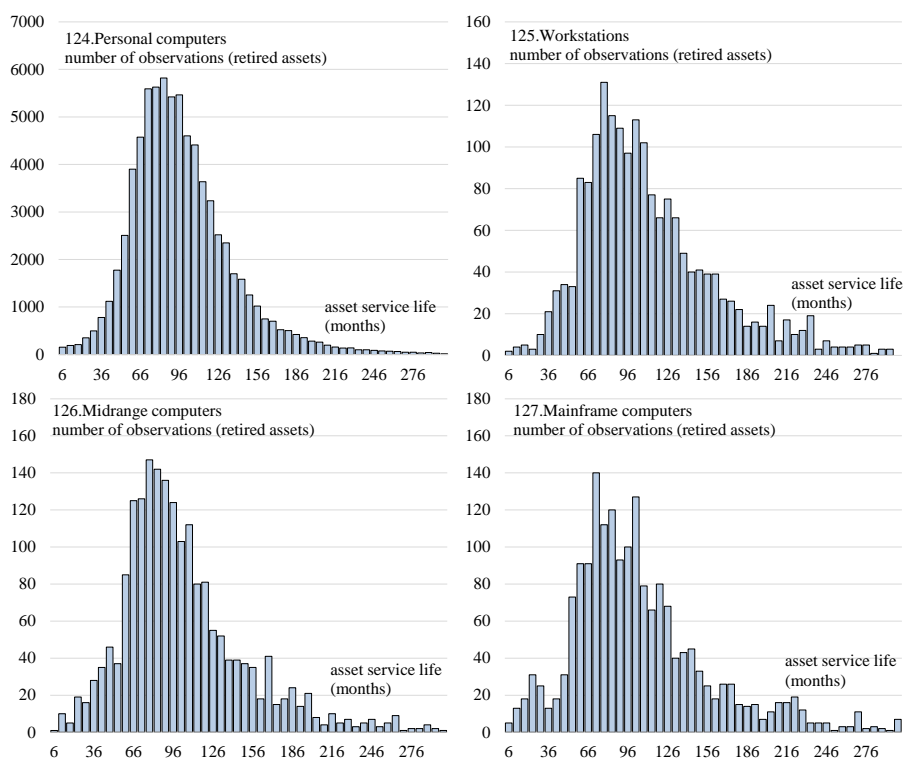 124.Personal computers
number of observations (retired assets)
7000
6000
5000
4000
3000
2000
1000
0
asset service life
(months)
6 36 66 96 126 156 186 216 246 276
125.Workstations
number of observations (retired assets)
160
140
120
100
80
60
40
20
0
asset service life
(months)
6 36 66 96 126 156 186 216 246 276
126.Midrange computers
number of observations (retired assets)
180
160
140
120
100
80
60
40
20
0
asset service life
(months)
6 36 66 96 126 156 186 216 246 276
127.Mainframe computers
number of observations (retired assets)
180
160
140
120
100
80
60
40
20
0
asset service life
(months)
6 36 66 96 126 156 186 216 246 276